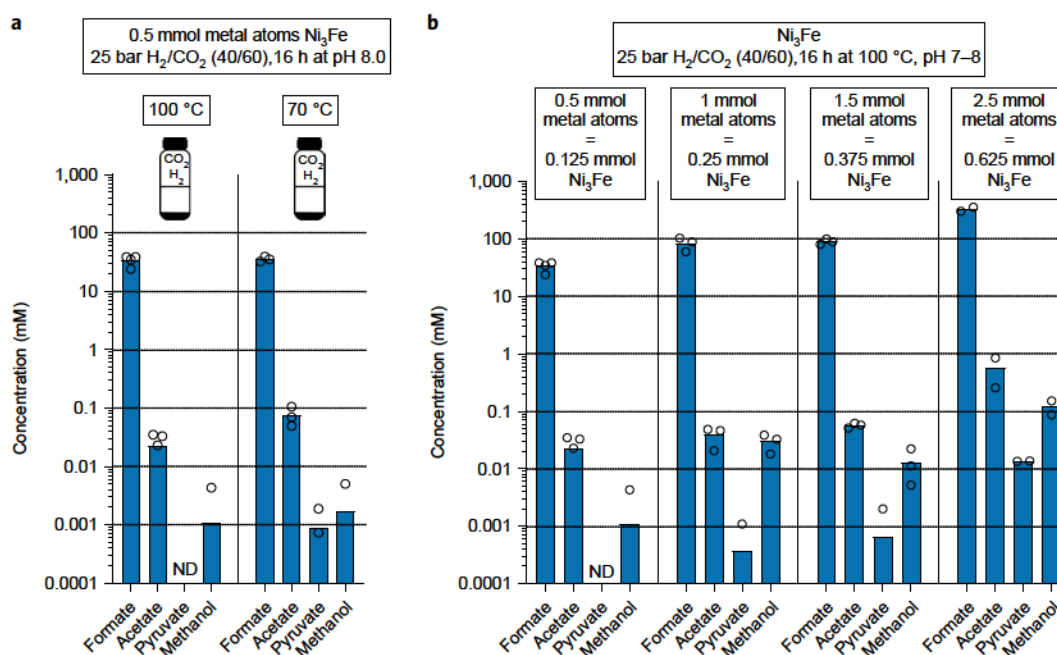 a
0.5 mmol metal atoms Ni₃Fe
25 bar H₂/CO₂ (40/60),16 h at pH 8.0
100 °C
70 °C
CO₂
H₂
CO₂
H₂
1,000
100
10
1
0.1
0.01
0.001
0.0001
Concentration (mM)
ND
Formate
Acetate
Pyruvate
Methanol
Formate
Acetate
Pyruvate
Methanol
b
Ni₃Fe
25 bar H₂/CO₂ (40/60),16 h at 100 °C, pH 7–8
0.5 mmol
metal atoms
=
0.125 mmol
Ni₃Fe
1 mmol
metal atoms
=
0.25 mmol
Ni₃Fe
1.5 mmol
metal atoms
=
0.375 mmol
Ni₃Fe
2.5 mmol
metal atoms
=
0.625 mmol
Ni₃Fe
1,000
100
10
1
0.1
0.01
0.001
0.0001
Concentration (mM)
ND
Formate
Acetate
Pyruvate
Methanol
Formate
Acetate
Pyruvate
Methanol
Formate
Acetate
Pyruvate
Methanol
Formate
Acetate
Pyruvate
Methanol